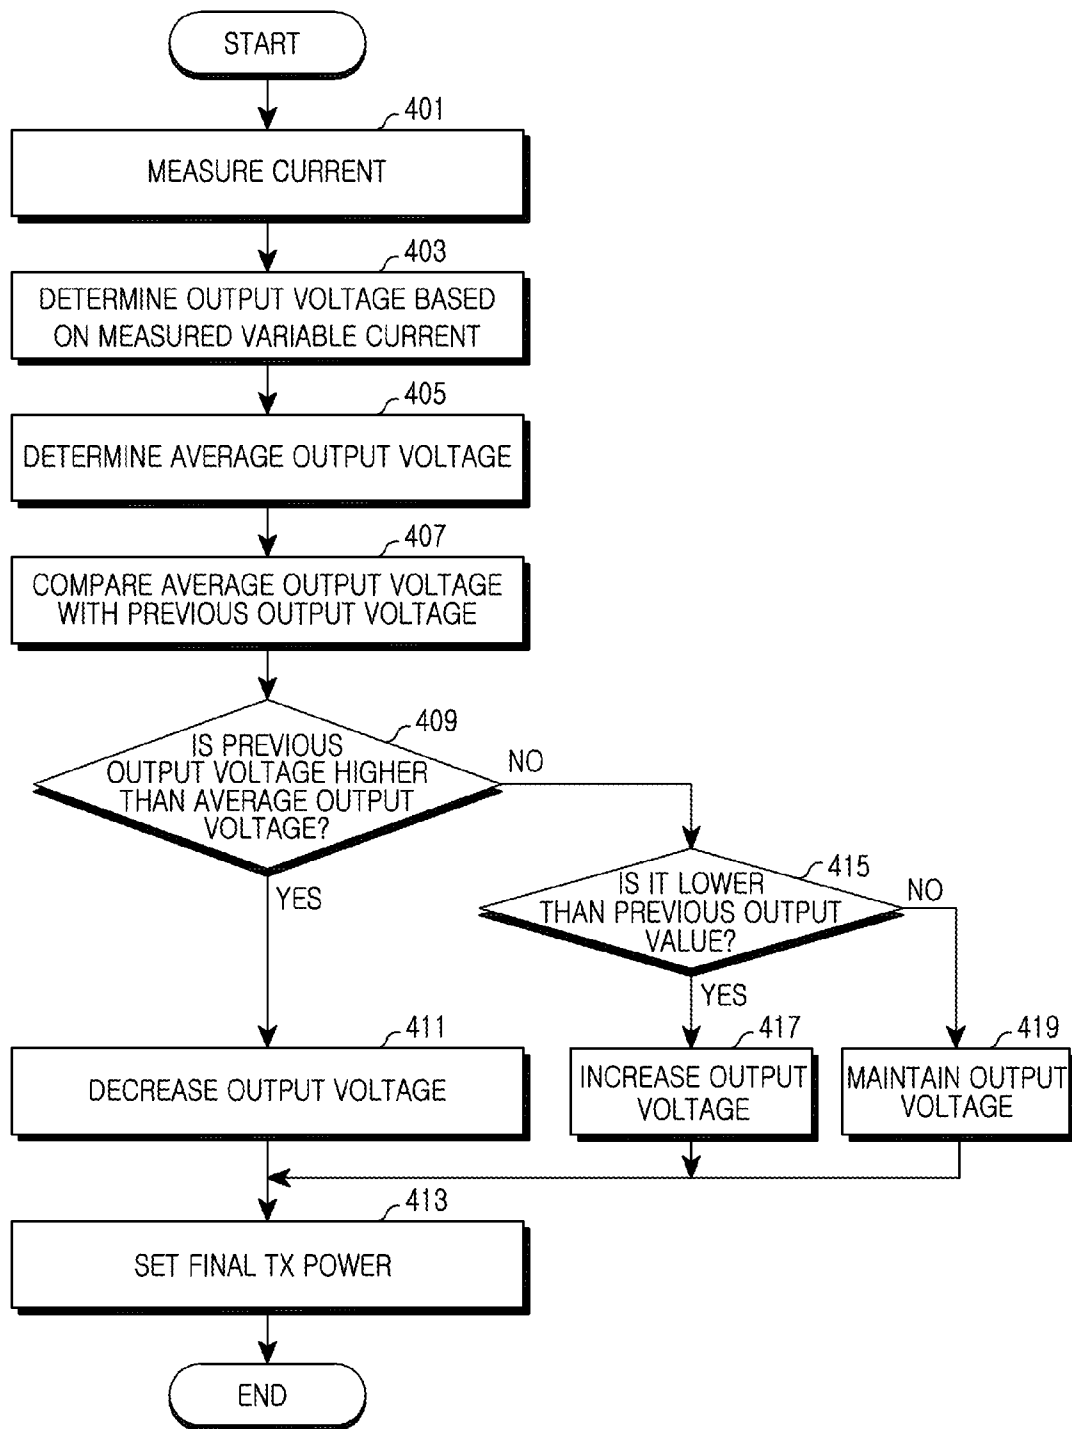 START
401
MEASURE CURRENT
403
DETERMINE OUTPUT VOLTAGE BASED
ON MEASURED VARIABLE CURRENT
405
DETERMINE AVERAGE OUTPUT VOLTAGE
407
COMPARE AVERAGE OUTPUT VOLTAGE
WITH PREVIOUS OUTPUT VOLTAGE
409
IS PREVIOUS
OUTPUT VOLTAGE HIGHER
THAN AVERAGE OUTPUT
VOLTAGE?
NO
YES
415
IS IT LOWER
THAN PREVIOUS OUTPUT
VALUE?
NO
YES
411
DECREASE OUTPUT VOLTAGE
417
INCREASE OUTPUT
VOLTAGE
419
MAINTAIN OUTPUT
VOLTAGE
413
SET FINAL TX POWER
END